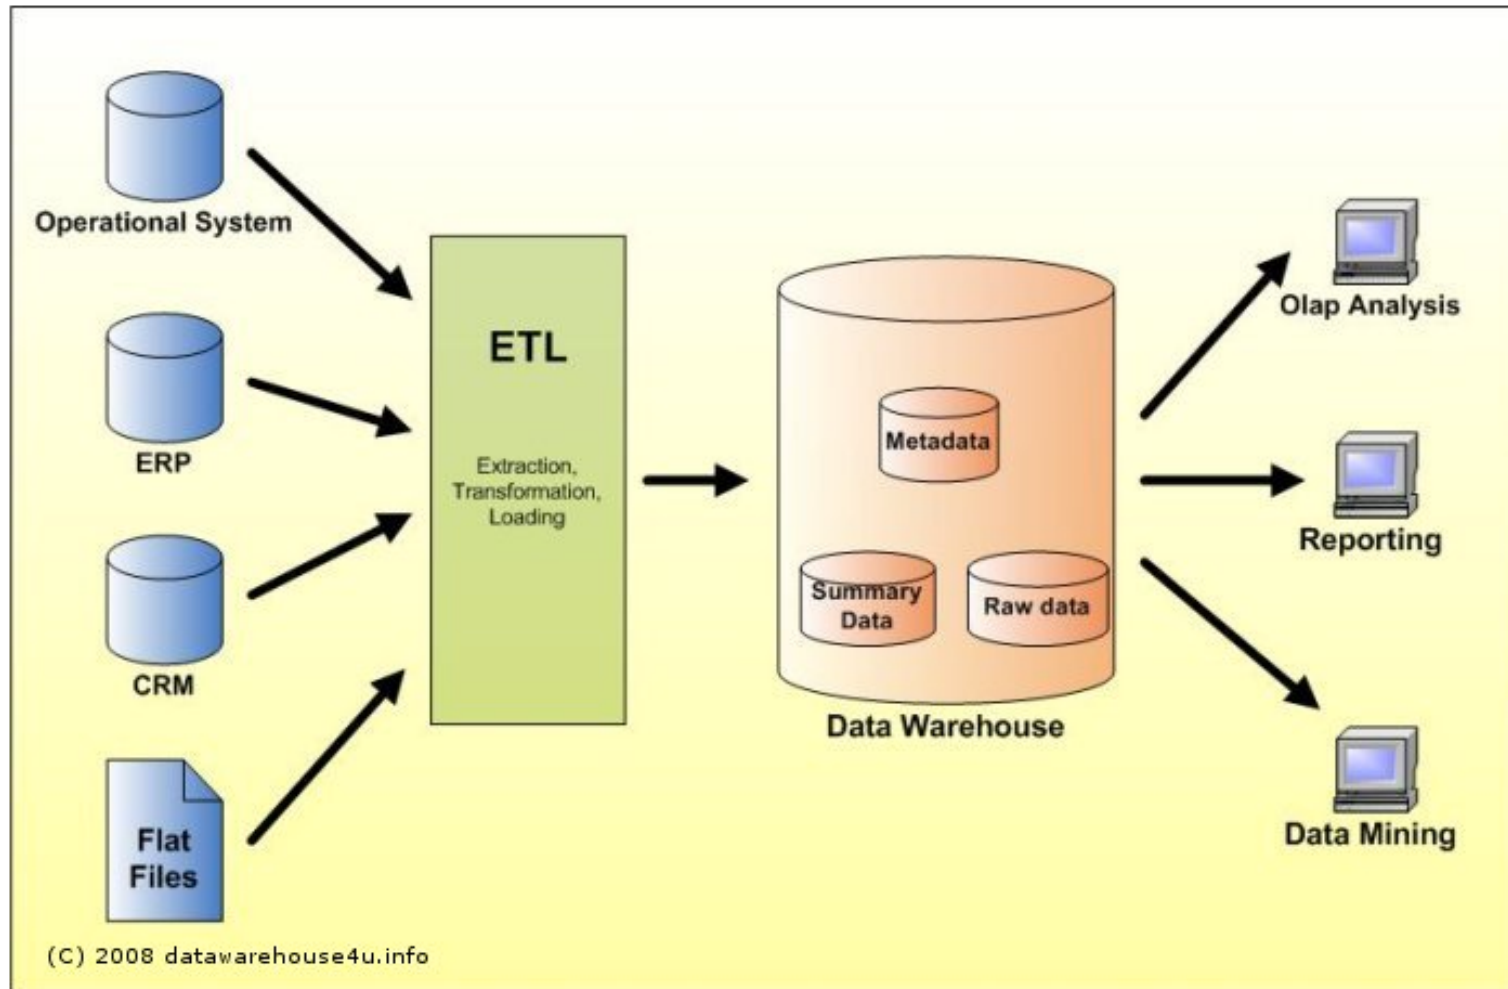 Operational System
ERP
CRM
Flat
Files
ETL
Extraction,
Transformation,
Loading
Metadata
Summary
Data
Raw data
Data Warehouse
Olap Analysis
Reporting
Data Mining
(C) 2008 datawarehouse4u.info